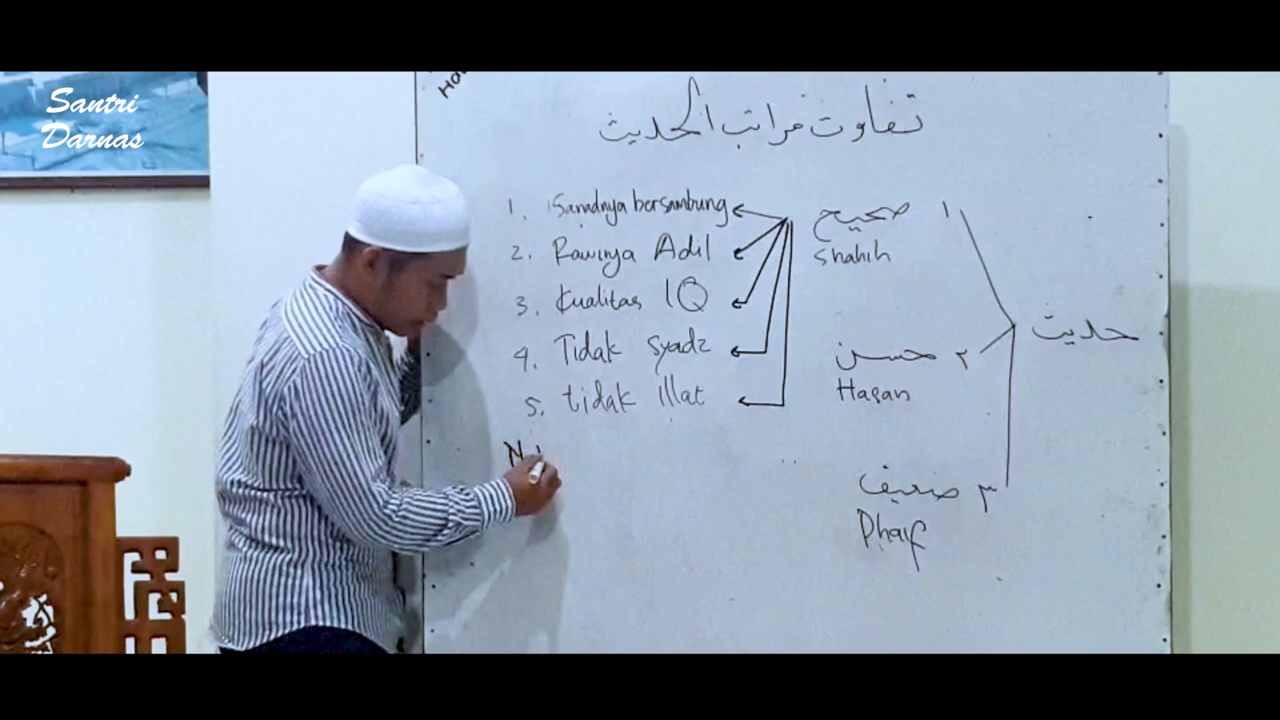 Santri
Darnas
تفاوت مراتب الحديث
حديث
١ صحيح
Shahih
1. Sanadnya bersambung
2. Rawinya Adil
3. Kualitas IQ
4. Tidak syadz
5. tidak illat
٢ حسن
Hasan
٣ ضعيف
Dhaif